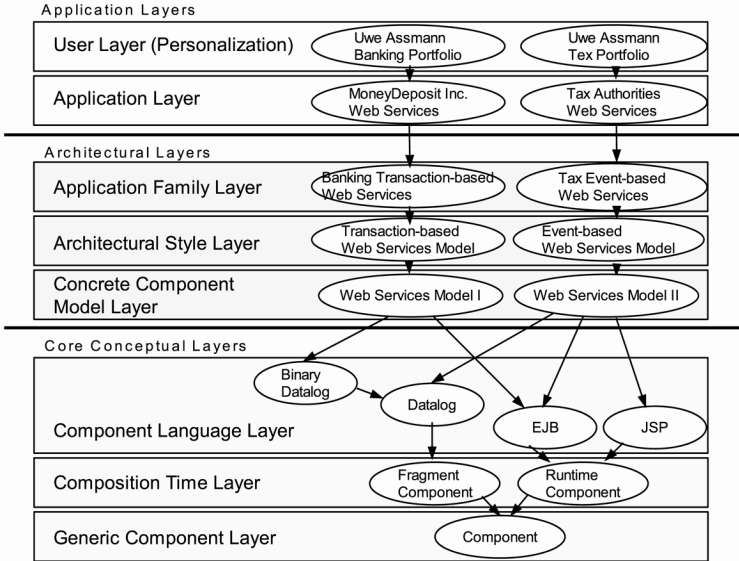 Application Layers
User Layer (Personalization)
Uwe Assmann
Banking Portfolio
Uwe Assmann
Tex Portfolio
Application Layer
MoneyDeposit Inc.
Web Services
Tax Authorities
Web Services
Architectural Layers
Application Family Layer
Banking Transaction-based
Web Services
Tax Event-based
Web Services
Architectural Style Layer
Transaction-based
Web Services Model
Event-based
Web Services Model
Concrete Component
Model Layer
Web Services Model I
Web Services Model II
Core Conceptual Layers
Binary
Datalog
Datalog
Component Language Layer
EJB
JSP
Composition Time Layer
Fragment
Component
Runtime
Component
Generic Component Layer
Component